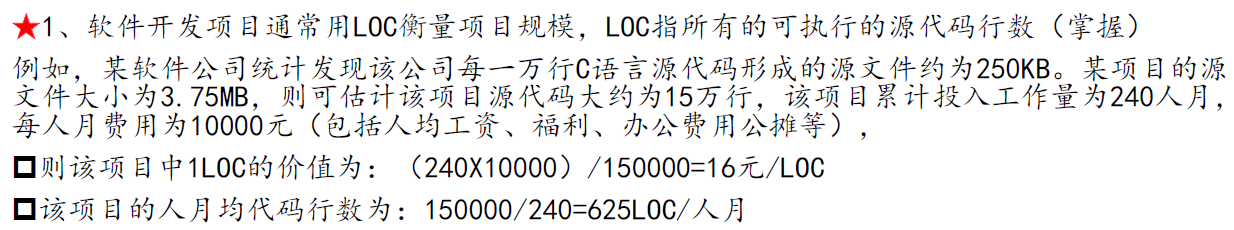 ★1、软件开发项目通常用LOC衡量项目规模，LOC指所有的可执行的源代码行数（掌握）
例如，某软件公司统计发现该公司每一万行C语言源代码形成的源文件约为250KB。某项目的源
文件大小为3.75MB，则可估计该项目源代码大约为15万行，该项目累计投入工作量为240人月，
每人月费用为10000元（包括人均工资、福利、办公费用公摊等），
则该项目中1LOC的价值为：（240X10000）/150000=16元/LOC
该项目的人月均代码行数为：150000/240=625LOC/人月